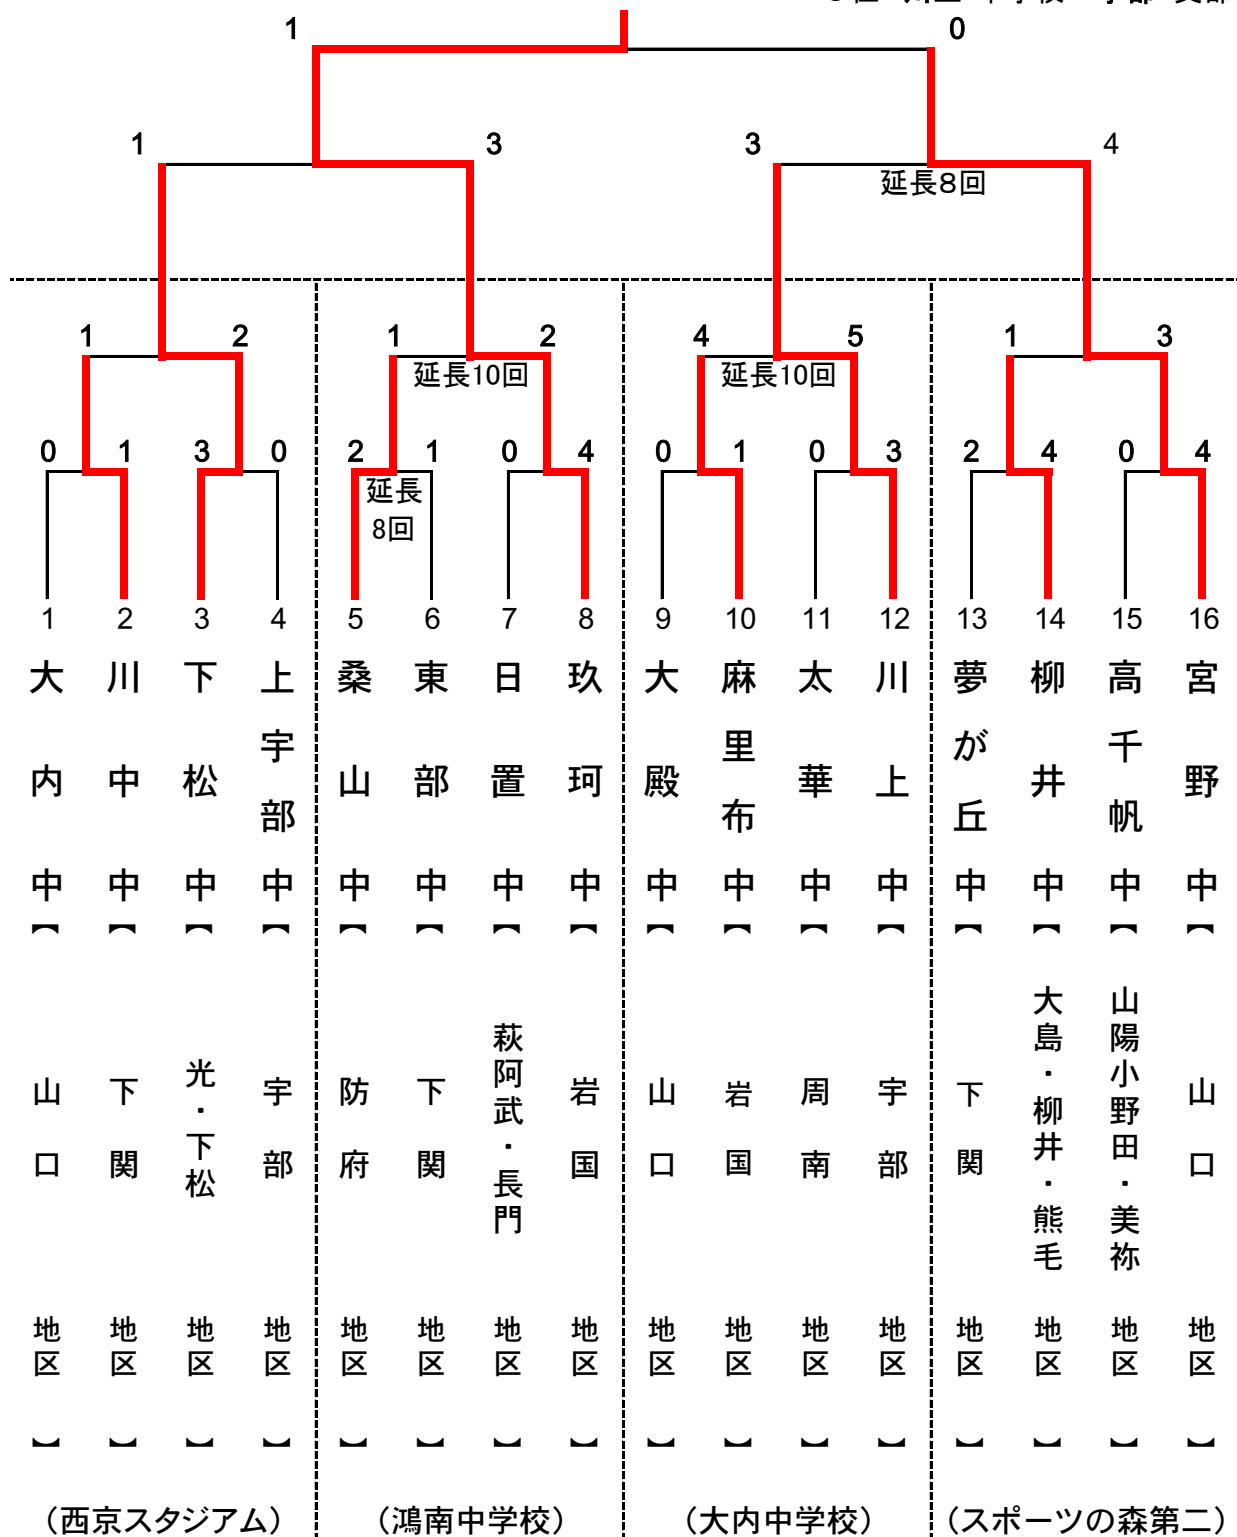 1 0
1 3 3 4
延長8回
1 2 1 2 4 5 1 3
延長10回 延長10回
0 1 3 0 2 1 0 4 0 1 0 3 2 4 0 4
延長
8回
1 2 3 4 5 6 7 8 9 10 11 12 13 14 15 16
大内中【山口地区】
川中中【下関地区】
下松中【光・下松地区】
上宇部中【宇部地区】
桑山中【防府地区】
東部中【下関地区】
日置中【萩阿武・長門地区】
玖珂中【岩国地区】
大殿中【山口地区】
麻里布中【岩国地区】
太華中【周南地区】
川上中【宇部地区】
夢が丘中【下関地区】
柳井中【大島・柳井・熊毛地区】
高千帆中【山陽小野田・美祢地区】
宮野中【山口地区】
（西京スタジアム） （鴻南中学校） （大内中学校） （スポーツの森第二）